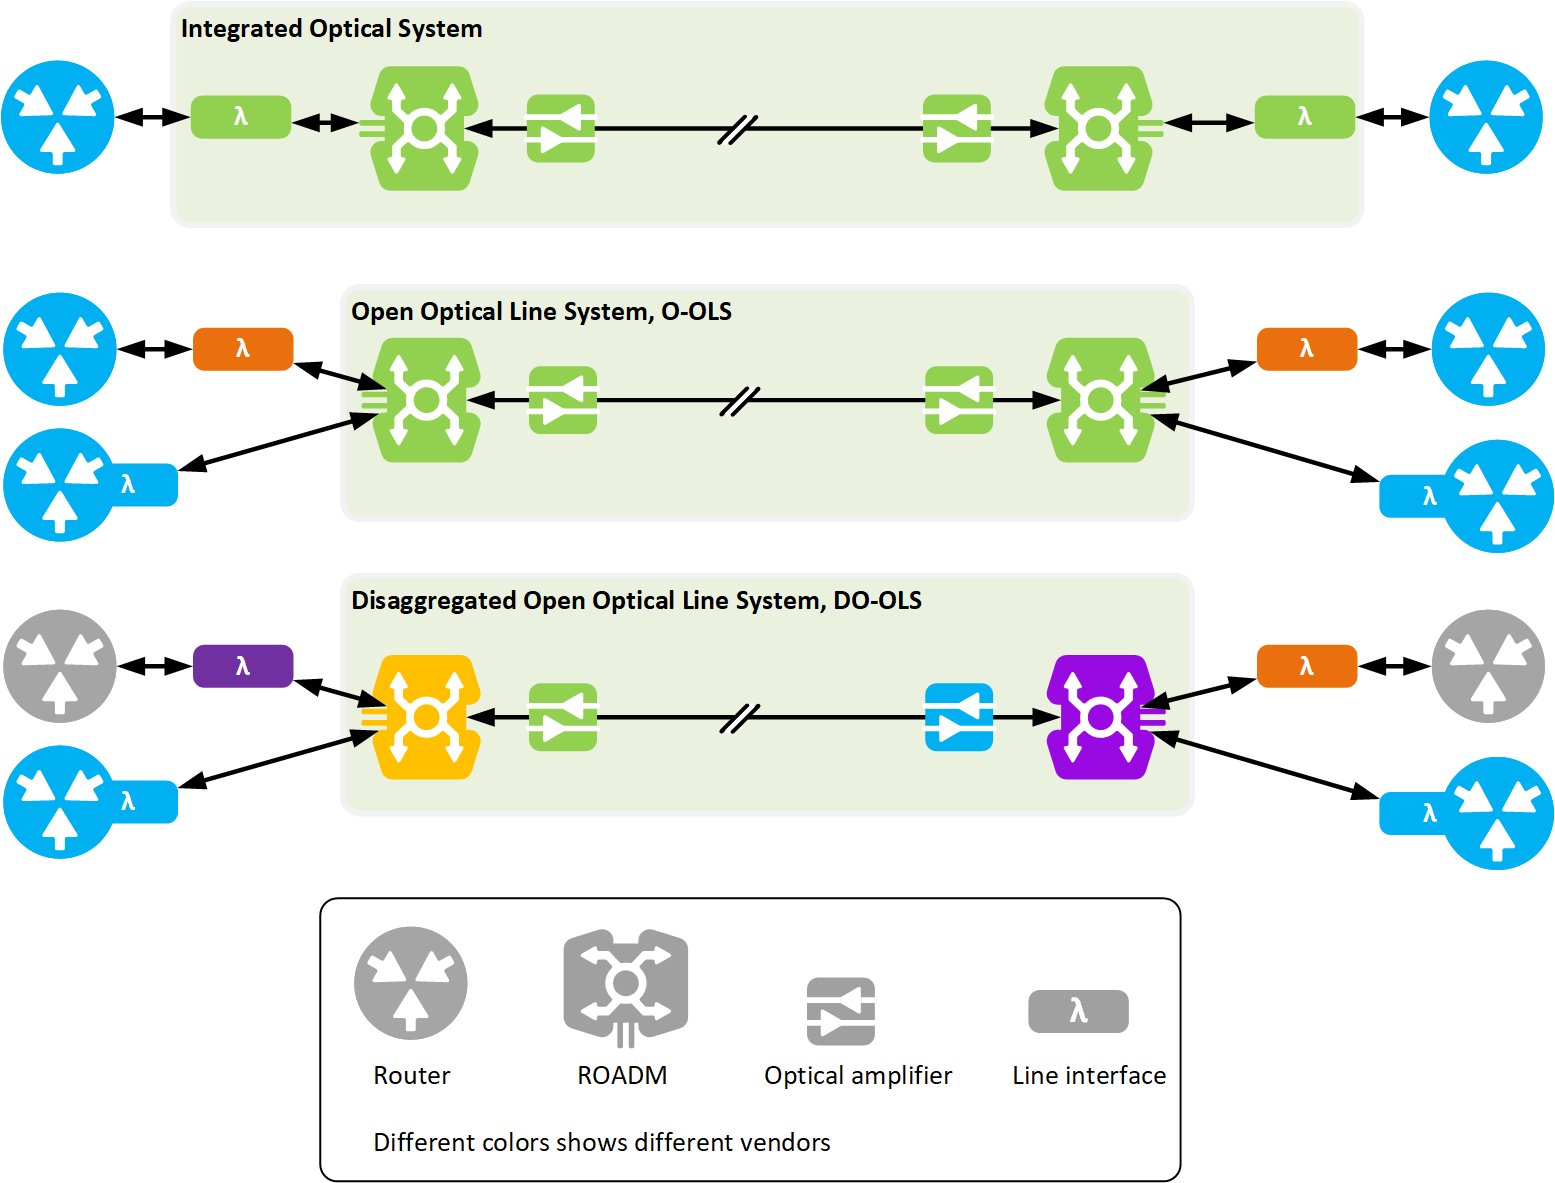 Integrated Optical System
λ
λ
Open Optical Line System, O-OLS
λ
λ
λ
λ
Disaggregated Open Optical Line System, DO-OLS
λ
λ
λ
λ
λ
Router
ROADM
Optical amplifier
Line interface
Different colors shows different vendors